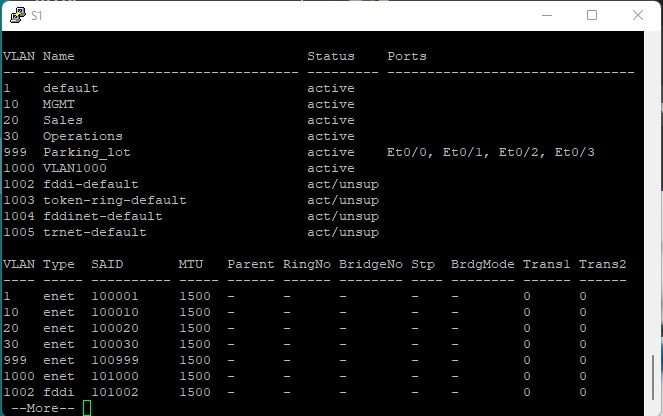 S1
VLAN Name                             Status    Ports
---- -------------------------------- --------- -------------------------------
1    default                          active
10   MGMT                             active
20   Sales                            active
30   Operations                       active
999  Parking_lot                      active    Et0/0, Et0/1, Et0/2, Et0/3
1000 VLAN1000                         active
1002 fddi-default                     act/unsup
1003 token-ring-default               act/unsup
1004 fddinet-default                  act/unsup
1005 trnet-default                    act/unsup
VLAN Type  SAID       MTU   Parent RingNo BridgeNo Stp  BrdgMode Trans1 Trans2
---- ----- ---------- ----- ------ ------ -------- ---- -------- ------ ------
1    enet  100001     1500  -      -      -        -    -        0      0
10   enet  100010     1500  -      -      -        -    -        0      0
20   enet  100020     1500  -      -      -        -    -        0      0
30   enet  100030     1500  -      -      -        -    -        0      0
999  enet  100999     1500  -      -      -        -    -        0      0
1000 enet  101000     1500  -      -      -        -    -        0      0
1002 fddi  101002     1500  -      -      -        -    -        0      0
 --More--